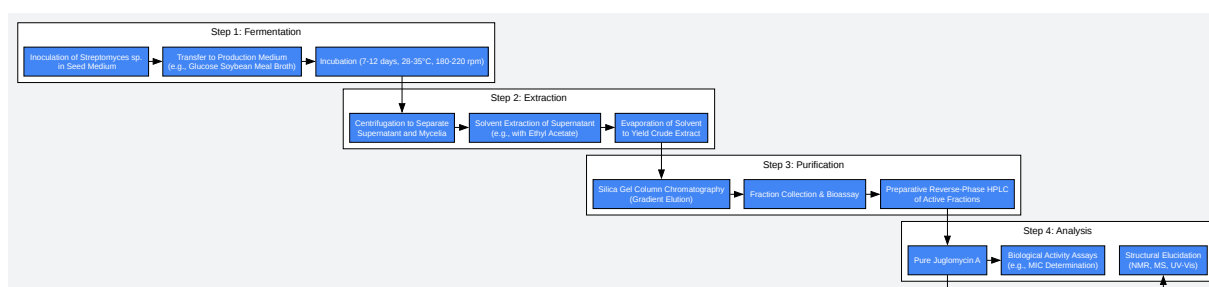 Step 1: Fermentation
Inoculation of Streptomyces sp.
in Seed Medium
Transfer to Production Medium
(e.g., Glucose Soybean Meal Broth)
Incubation (7-12 days, 28-35°C, 180-220 rpm)
Step 2: Extraction
Centrifugation to Separate
Supernatant and Mycelia
Solvent Extraction of Supernatant
(e.g., with Ethyl Acetate)
Evaporation of Solvent
to Yield Crude Extract
Step 3: Purification
Silica Gel Column Chromatography
(Gradient Elution)
Fraction Collection & Bioassay
Preparative Reverse-Phase HPLC
of Active Fractions
Step 4: Analysis
Pure Juglomycin A
Biological Activity Assays
(e.g., MIC Determination)
Structural Elucidation
(NMR, MS, UV-Vis)